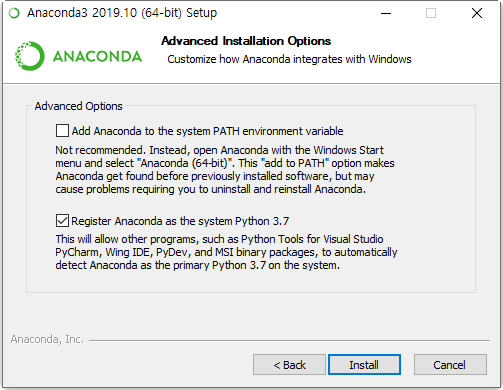 Anaconda3 2019.10 (64-bit) Setup
ANACONDA
Advanced Installation Options
Customize how Anaconda integrates with Windows
Advanced Options
Add Anaconda to the system PATH environment variable
Not recommended. Instead, open Anaconda with the Windows Start
menu and select "Anaconda (64-bit)". This "add to PATH" option makes
Anaconda get found before previously installed software, but may
cause problems requiring you to uninstall and reinstall Anaconda.
Register Anaconda as the system Python 3.7
This will allow other programs, such as Python Tools for Visual Studio
PyCharm, Wing IDE, PyDev, and MSI binary packages, to automatically
detect Anaconda as the primary Python 3.7 on the system.
Anaconda, Inc.
< Back
Install
Cancel